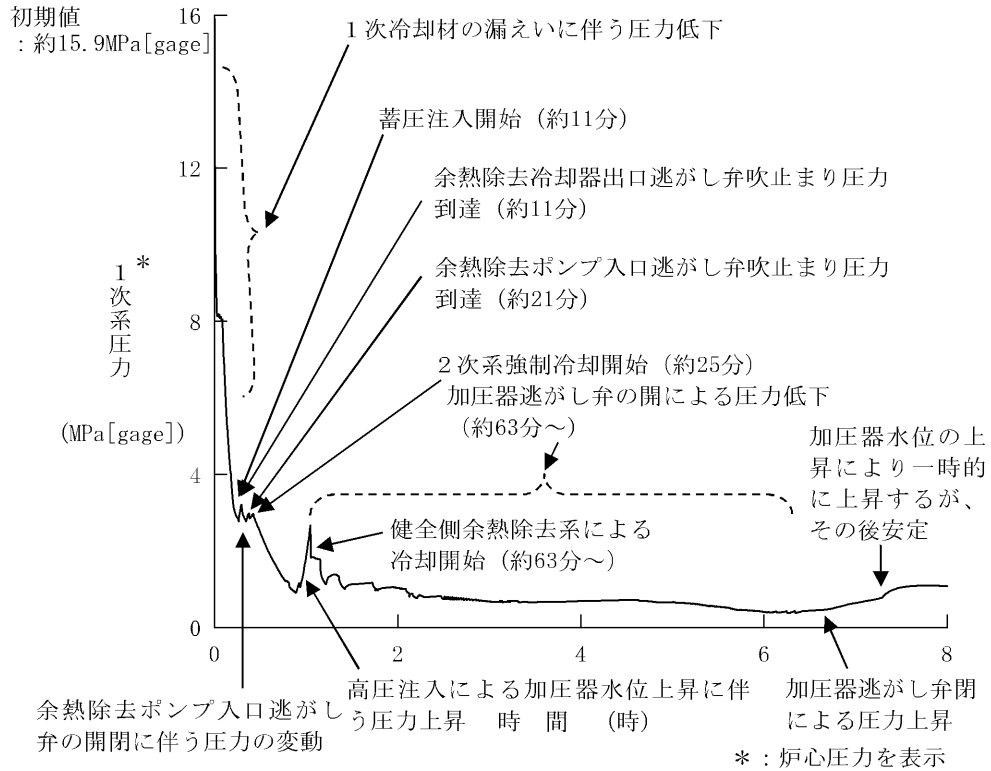 初期値
：約15.9MPa[gage]
16
１次冷却材の漏えいに伴う圧力低下
蓄圧注入開始（約11分）
12
余熱除去冷却器出口逃がし弁吹止まり圧力
到達（約11分）
余熱除去ポンプ入口逃がし弁吹止まり圧力
到達（約21分）
１次系圧力＊
8
２次系強制冷却開始（約25分）
加圧器逃がし弁の開による圧力低下
（約63分～）
(MPa[gage])
加圧器水位の上
昇により一時的
に上昇するが、
その後安定
4
健全側余熱除去系による
冷却開始（約63分～）
0
0 2 4 6 8
高圧注入による加圧器水位上昇に伴
う圧力上昇
時 間 (時)
加圧器逃がし弁閉
による圧力上昇
余熱除去ポンプ入口逃がし
弁の開閉に伴う圧力の変動
＊：炉心圧力を表示